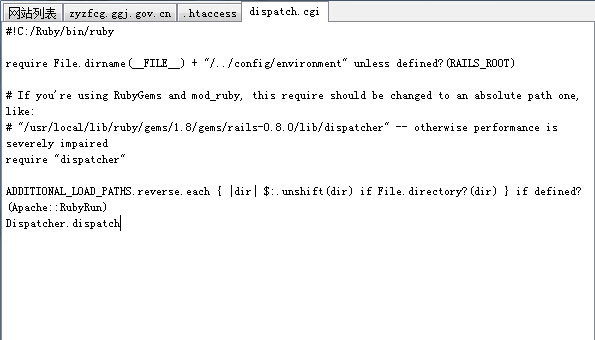 网站列表 zyzfcg.ggj.gov.cn .htaccess dispatch.cgi
#!C:/Ruby/bin/ruby
require File.dirname(__FILE__) + "/../config/environment" unless defined?(RAILS_ROOT)
# If you're using RubyGems and mod_ruby, this require should be changed to an absolute path one,
like:
# "/usr/local/lib/ruby/gems/1.8/gems/rails-0.8.0/lib/dispatcher" -- otherwise performance is
severely impaired
require "dispatcher"
ADDITIONAL_LOAD_PATHS.reverse.each { |dir| $:.unshift(dir) if File.directory?(dir) } if defined?
(Apache::RubyRun)
Dispatcher.dispatch